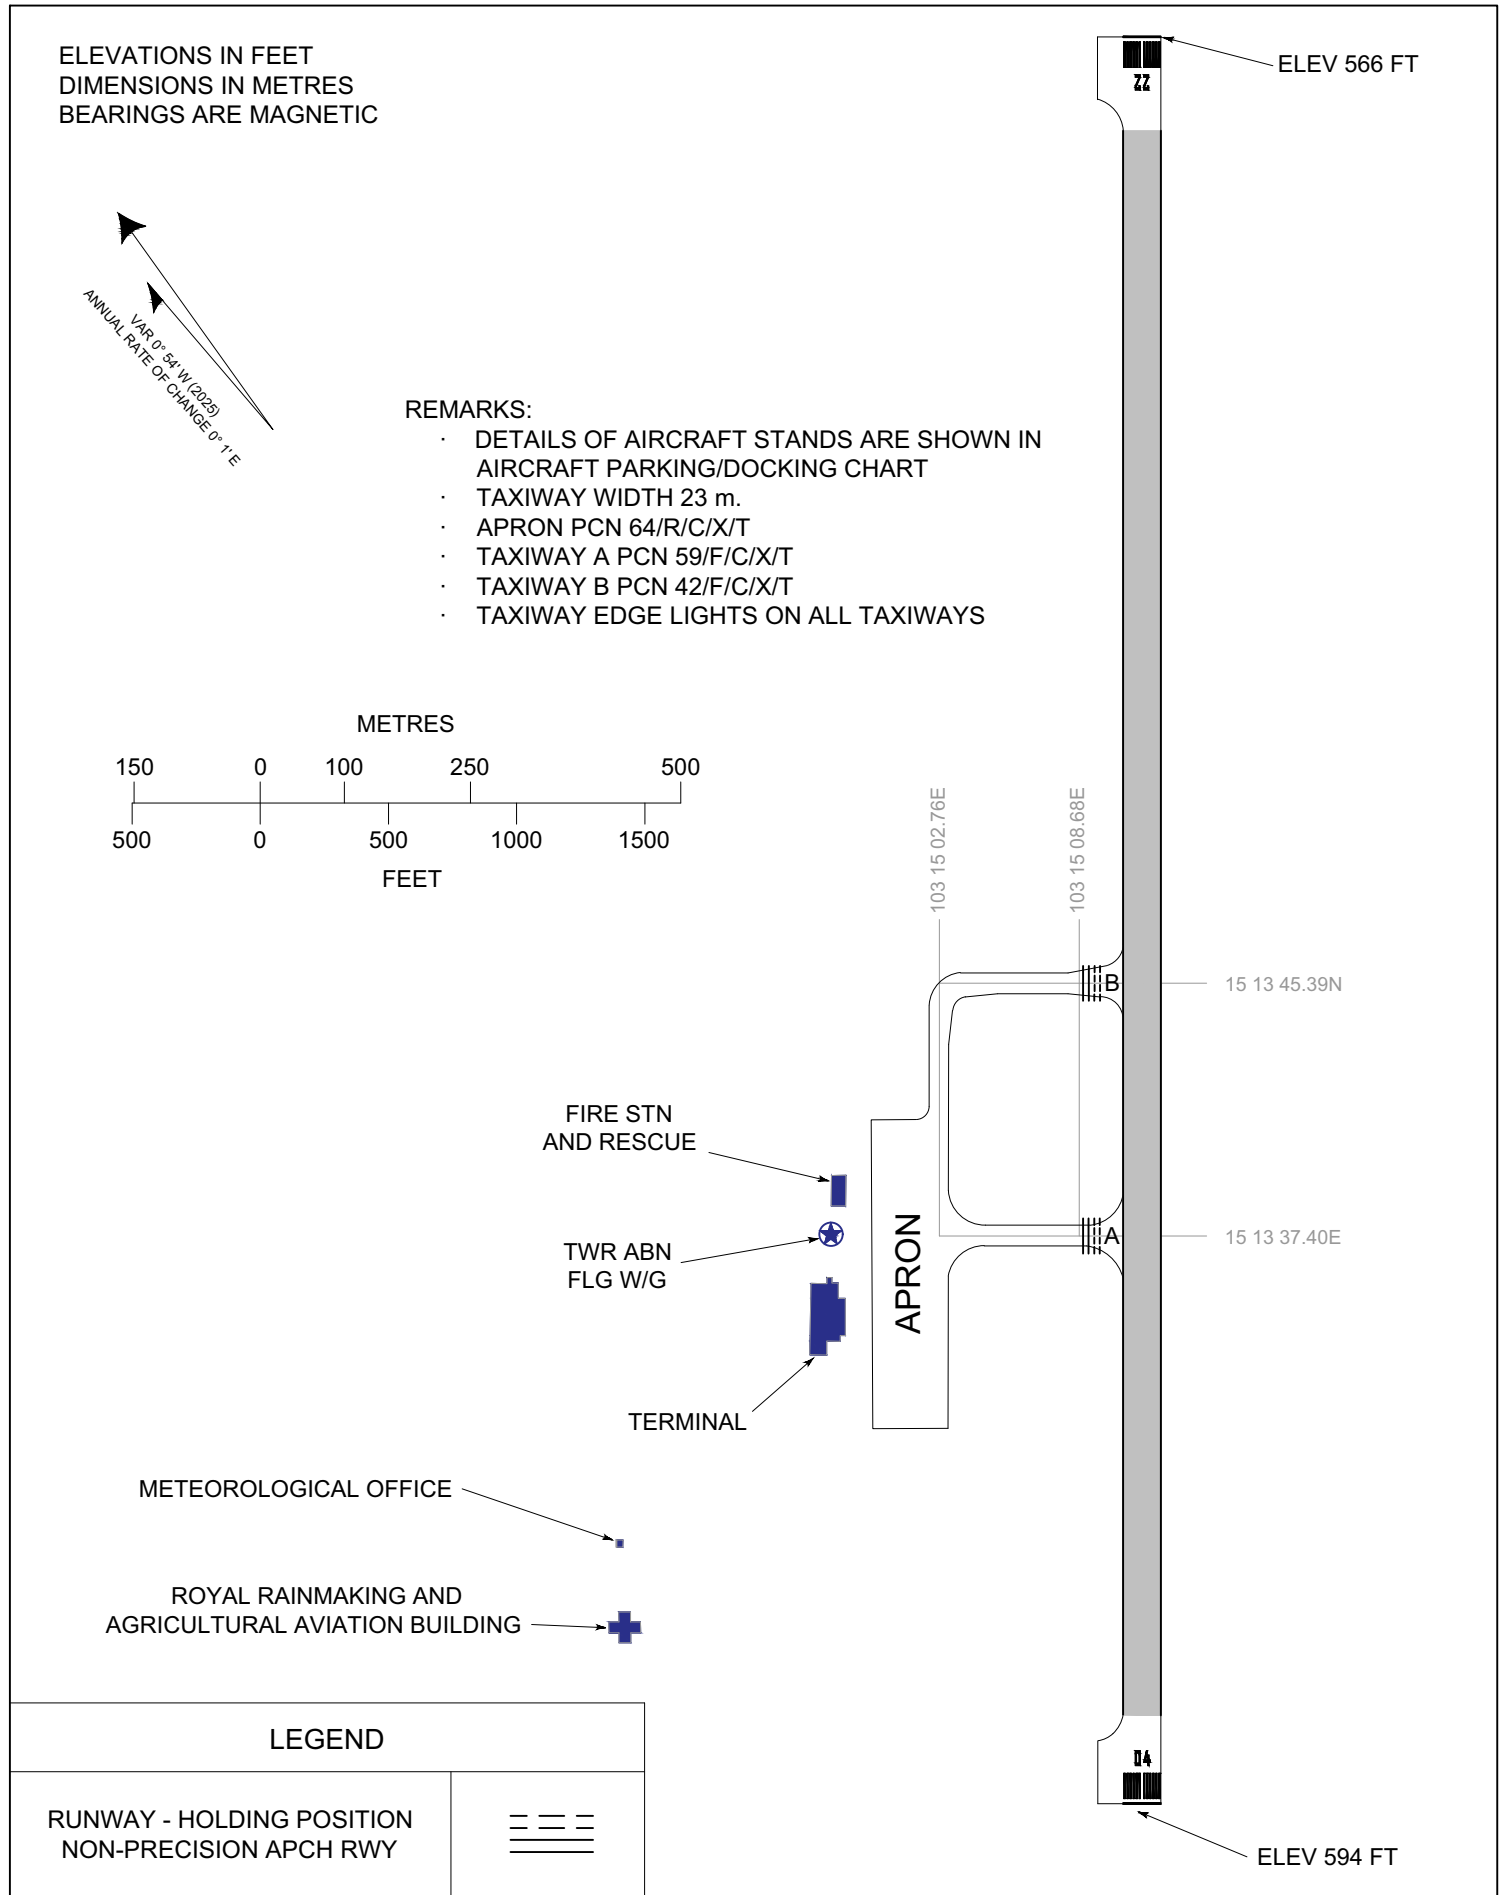 ELEVATIONS IN FEET
DIMENSIONS IN METRES
BEARINGS ARE MAGNETIC
ELEV 566 FT
22
VAR 0° 54' W (2025)
ANNUAL RATE OF CHANGE 0° 1' E
REMARKS:
· DETAILS OF AIRCRAFT STANDS ARE SHOWN IN
AIRCRAFT PARKING/DOCKING CHART
· TAXIWAY WIDTH 23 m.
· APRON PCN 64/R/C/X/T
· TAXIWAY A PCN 59/F/C/X/T
· TAXIWAY B PCN 42/F/C/X/T
· TAXIWAY EDGE LIGHTS ON ALL TAXIWAYS
METRES
150 0 100 250 500
500 0 500 1000 1500
FEET
103 15 02.76E
103 15 08.68E
B
15 13 45.39N
FIRE STN
AND RESCUE
A
15 13 37.40E
TWR ABN
FLG W/G
APRON
TERMINAL
METEOROLOGICAL OFFICE
ROYAL RAINMAKING AND
AGRICULTURAL AVIATION BUILDING
04
ELEV 594 FT
LEGEND
RUNWAY - HOLDING POSITION
NON-PRECISION APCH RWY